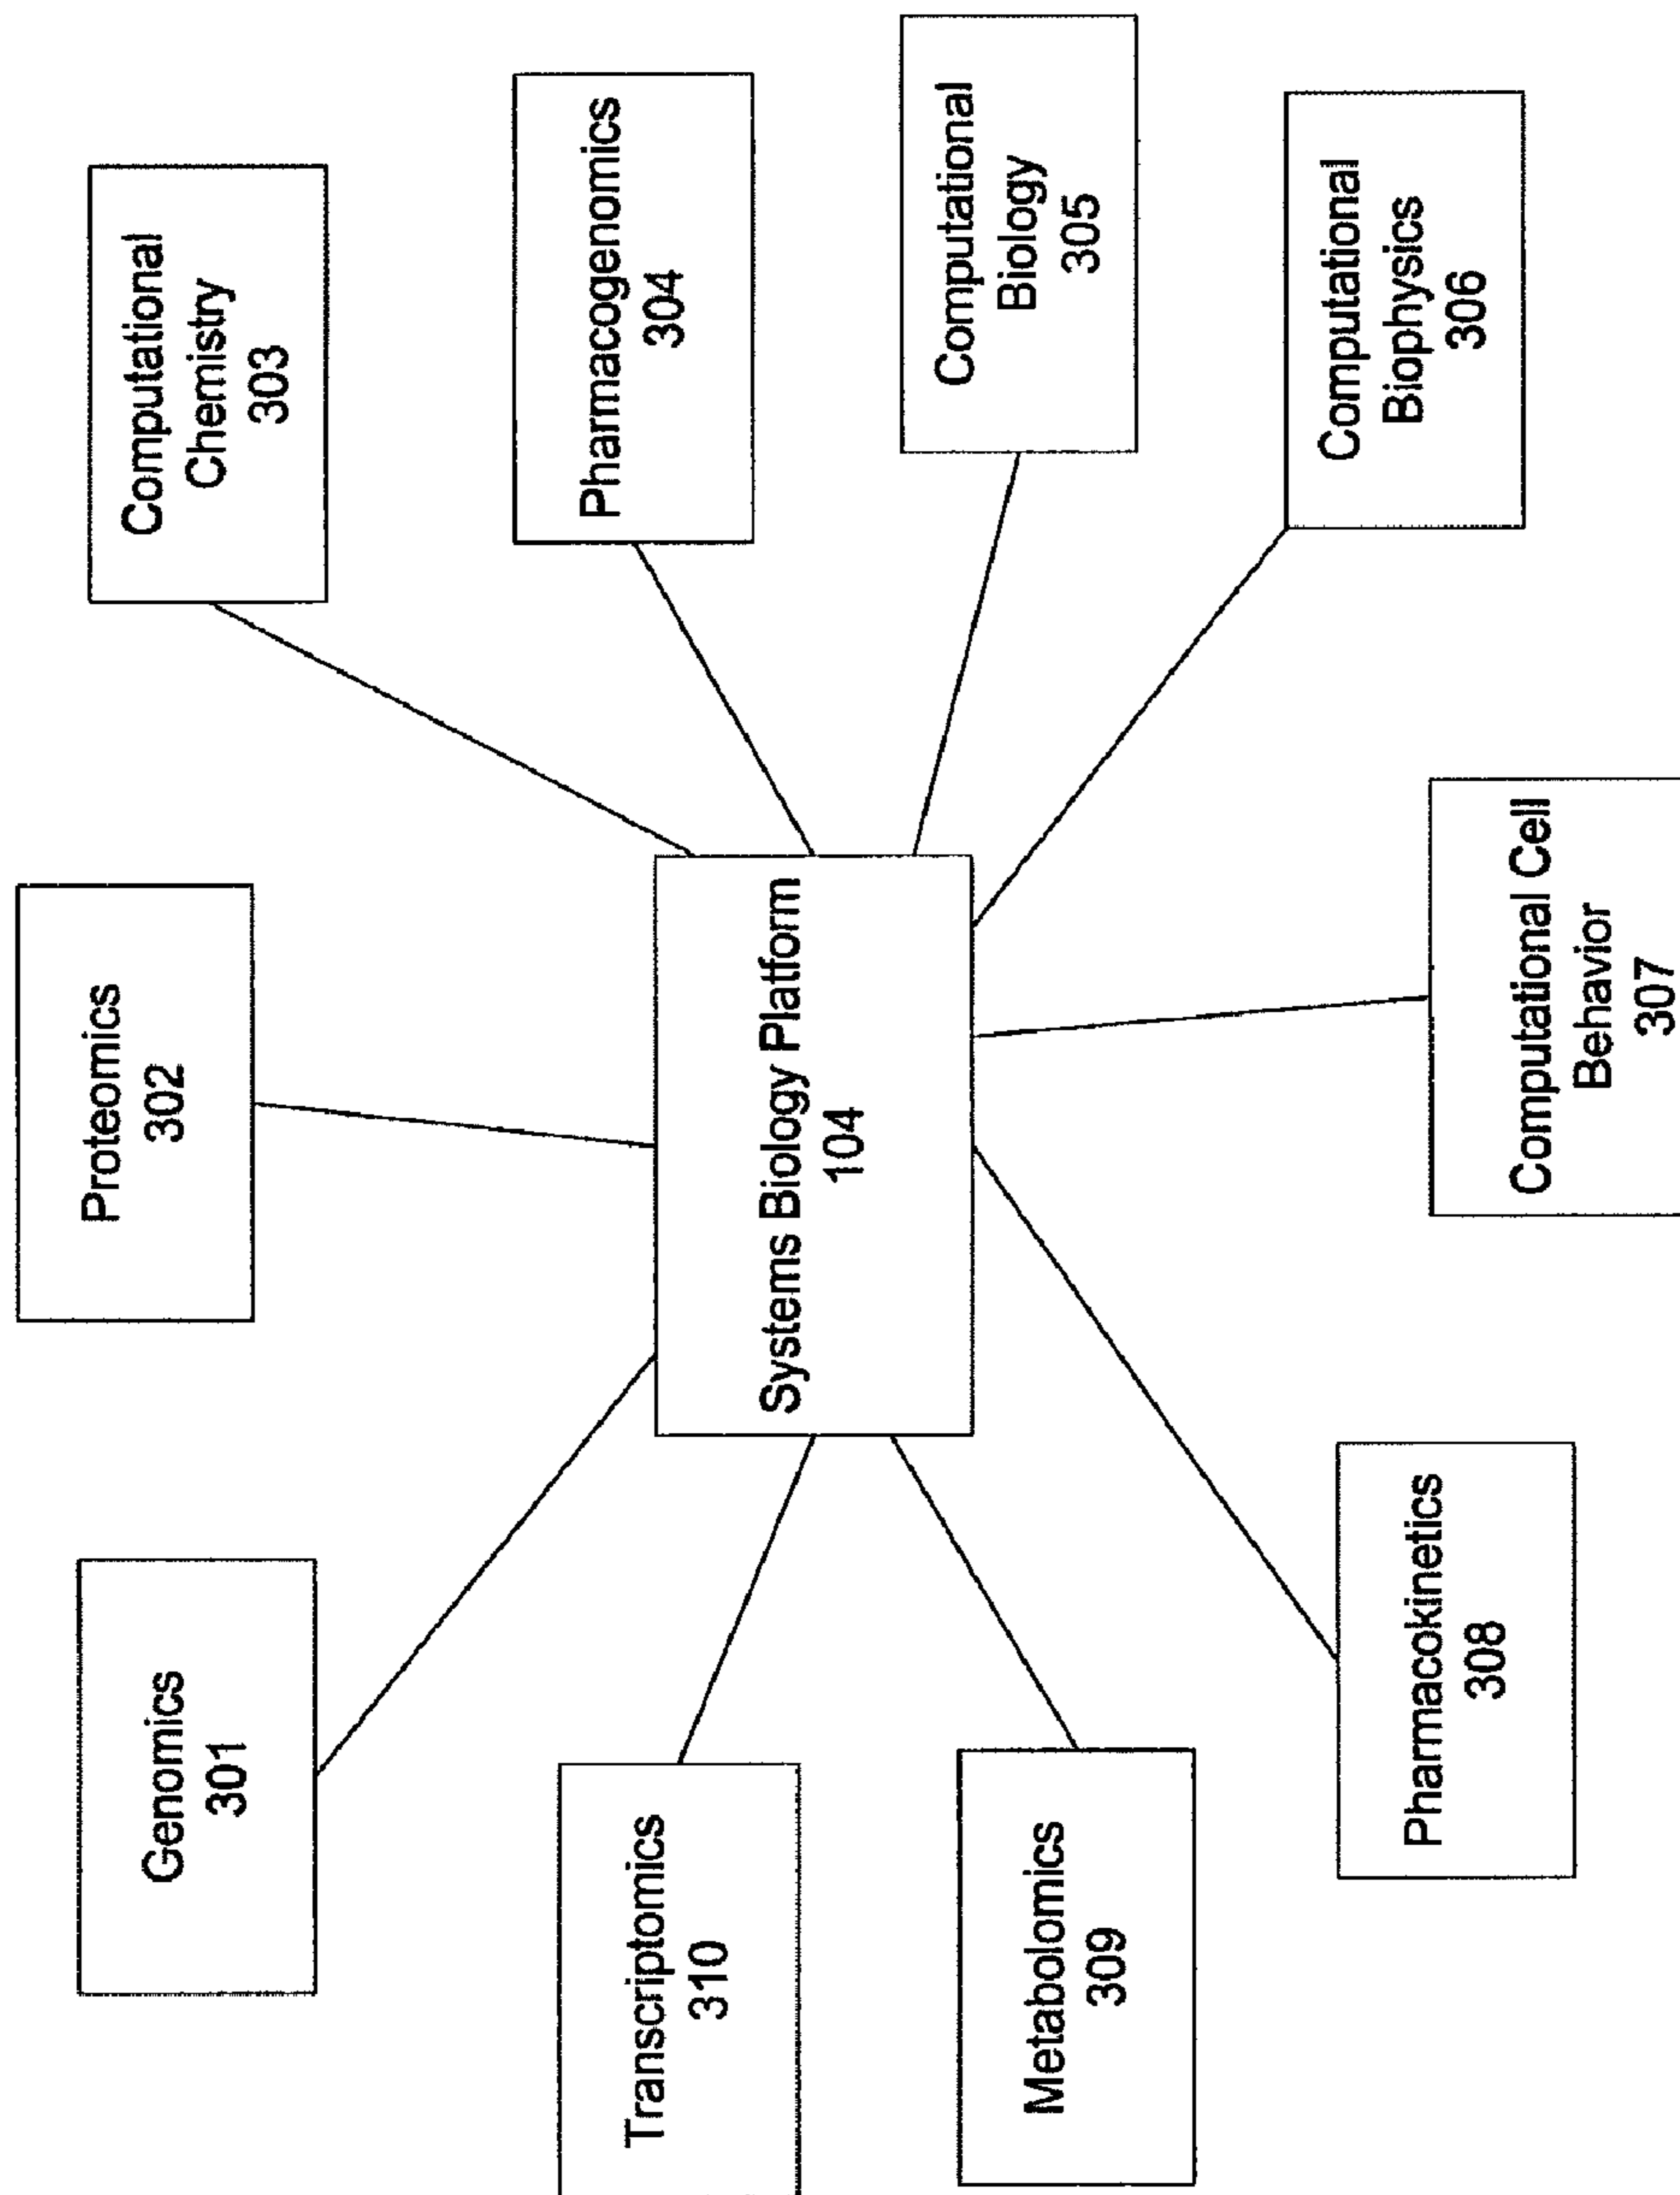 Genomics
301
Proteomics
302
Computational
Chemistry
303
Pharmacogenomics
304
Computational
Biology
305
Computational
Biophysics
306
Computational Cell
Behavior
307
Pharmacokinetics
308
Metabolomics
309
Transcriptomics
310
Systems Biology Platform
104